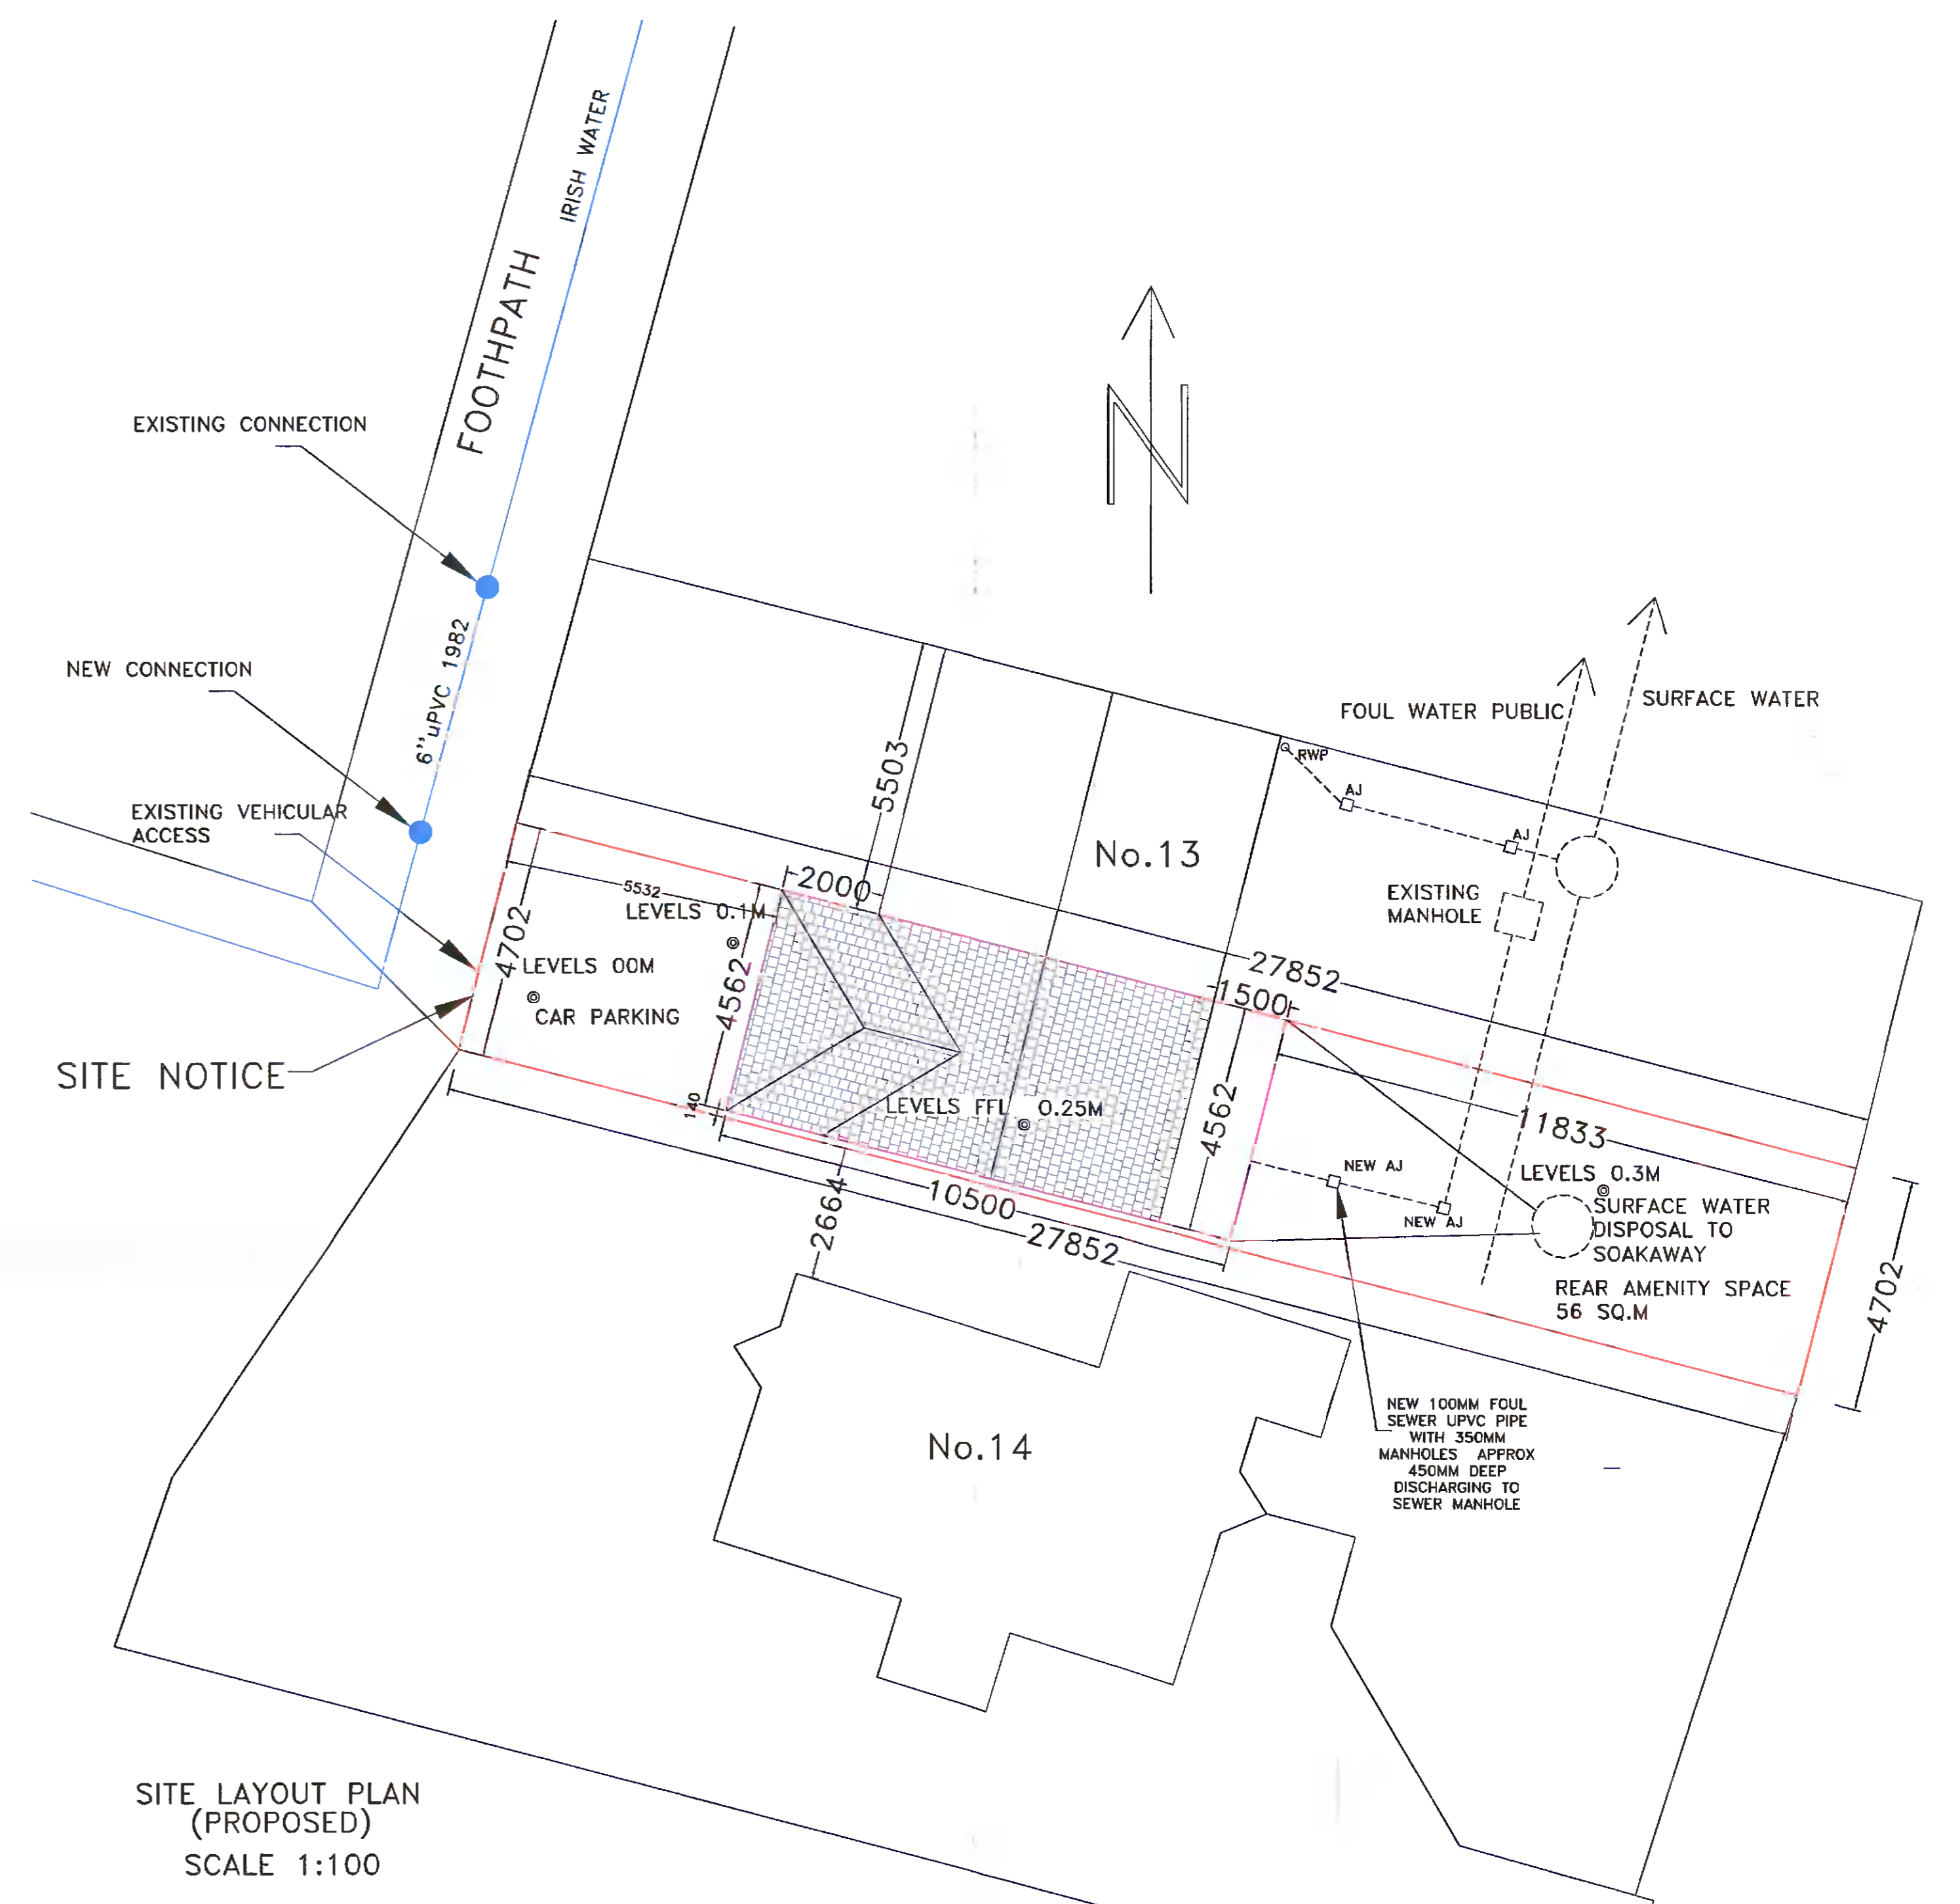 IRISH WATER
FOOTHPATH
EXISTING CONNECTION
6"uPVC 1982
NEW CONNECTION
EXISTING VEHICULAR
ACCESS
SITE NOTICE
N
5503
No.13
RWP
AJ
AJ
FOUL WATER PUBLIC
SURFACE WATER
EXISTING
MANHOLE
2000
5532
LEVELS 0.1M
4702
LEVELS 00M
CAR PARKING
4562
140
27852
1500
LEVELS FFL 0.25M
4562
11833
LEVELS 0.3M
NEW AJ
NEW AJ
SURFACE WATER
DISPOSAL TO
SOAKAWAY
REAR AMENITY SPACE
56 SQ.M
4702
10500
27852
2664
No.14
NEW 100MM FOUL
SEWER UPVC PIPE
WITH 350MM
MANHOLES APPROX
450MM DEEP
DISCHARGING TO
SEWER MANHOLE
SITE LAYOUT PLAN
(PROPOSED)
SCALE 1:100